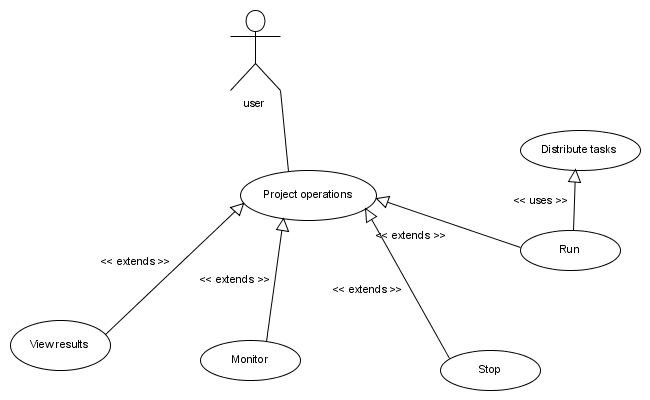 user
Distribute tasks
Project operations
<< uses >>
<< extends >>
Run
<< extends >>
<< extends >>
<< extends >>
View results
Monitor
Stop